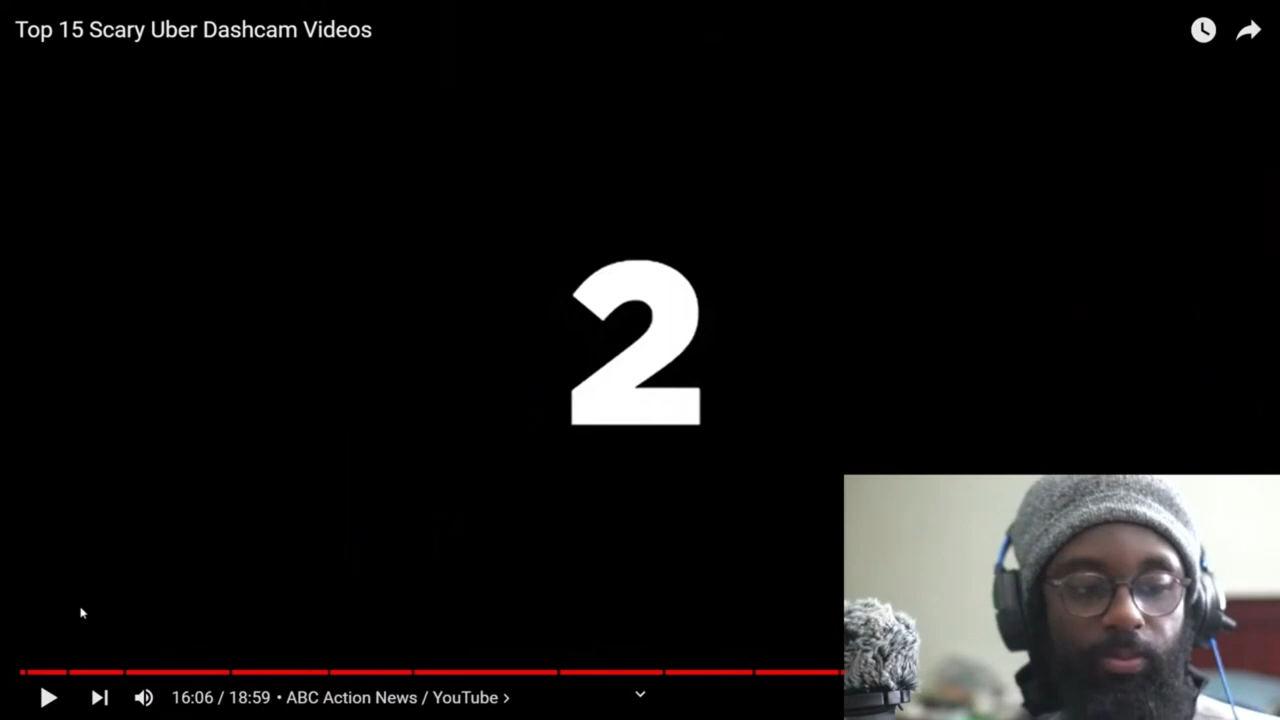 Top 15 Scary Uber Dashcam Videos
2
16:06 / 18:59 • ABC Action News / YouTube ›